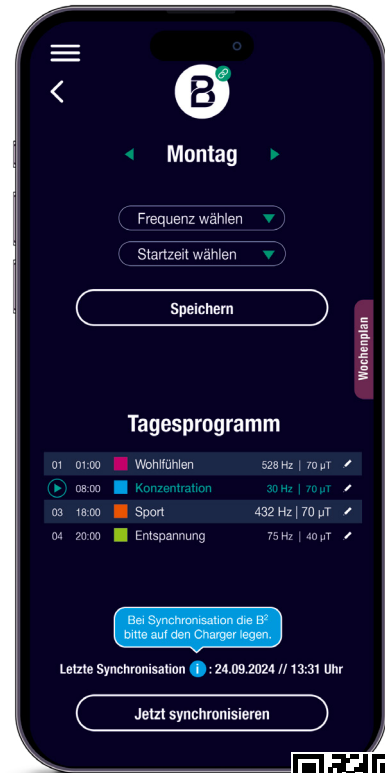 B
Montag
Frequenz wählen
Startzeit wählen
Speichern
Wochenplan
Tagesprogramm
01 01:00 Wohlfühlen 528 Hz | 70 µT
08:00 Konzentration 30 Hz | 70 µT
03 18:00 Sport 432 Hz | 70 µT
04 20:00 Entspannung 75 Hz | 40 µT
Bei Synchronisation die B²
bitte auf den Charger legen.
Letzte Synchronisation i : 24.09.2024 // 13:31 Uhr
Jetzt synchronisieren